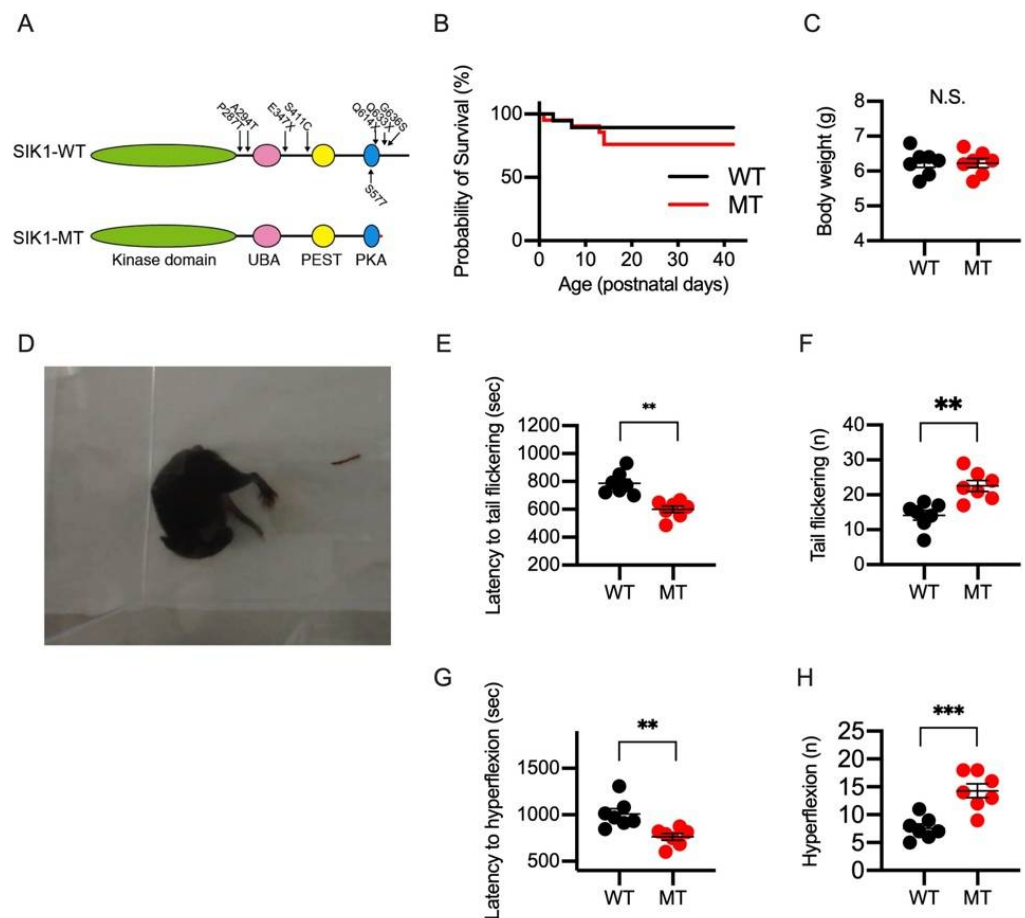 A
P287T
A294T
E347X
S411C
Q614X
Q633X
G636S
SIK1-WT
S577
SIK1-MT
Kinase domain
UBA
PEST
PKA
B
Probability of Survival (%)
100
50
0
WT
MT
0
10
20
30
40
Age (postnatal days)
C
N.S.
Body weight (g)
8
7
6
5
4
WT
MT
D
E
**
Latency to tail flickering (sec)
1200
1000
800
600
400
200
WT
MT
F
**
Tail flickering (n)
40
30
20
10
0
WT
MT
G
**
Latency to hyperflexion (sec)
1500
1000
500
WT
MT
H
***
Hyperflexion (n)
25
20
15
10
5
0
WT
MT